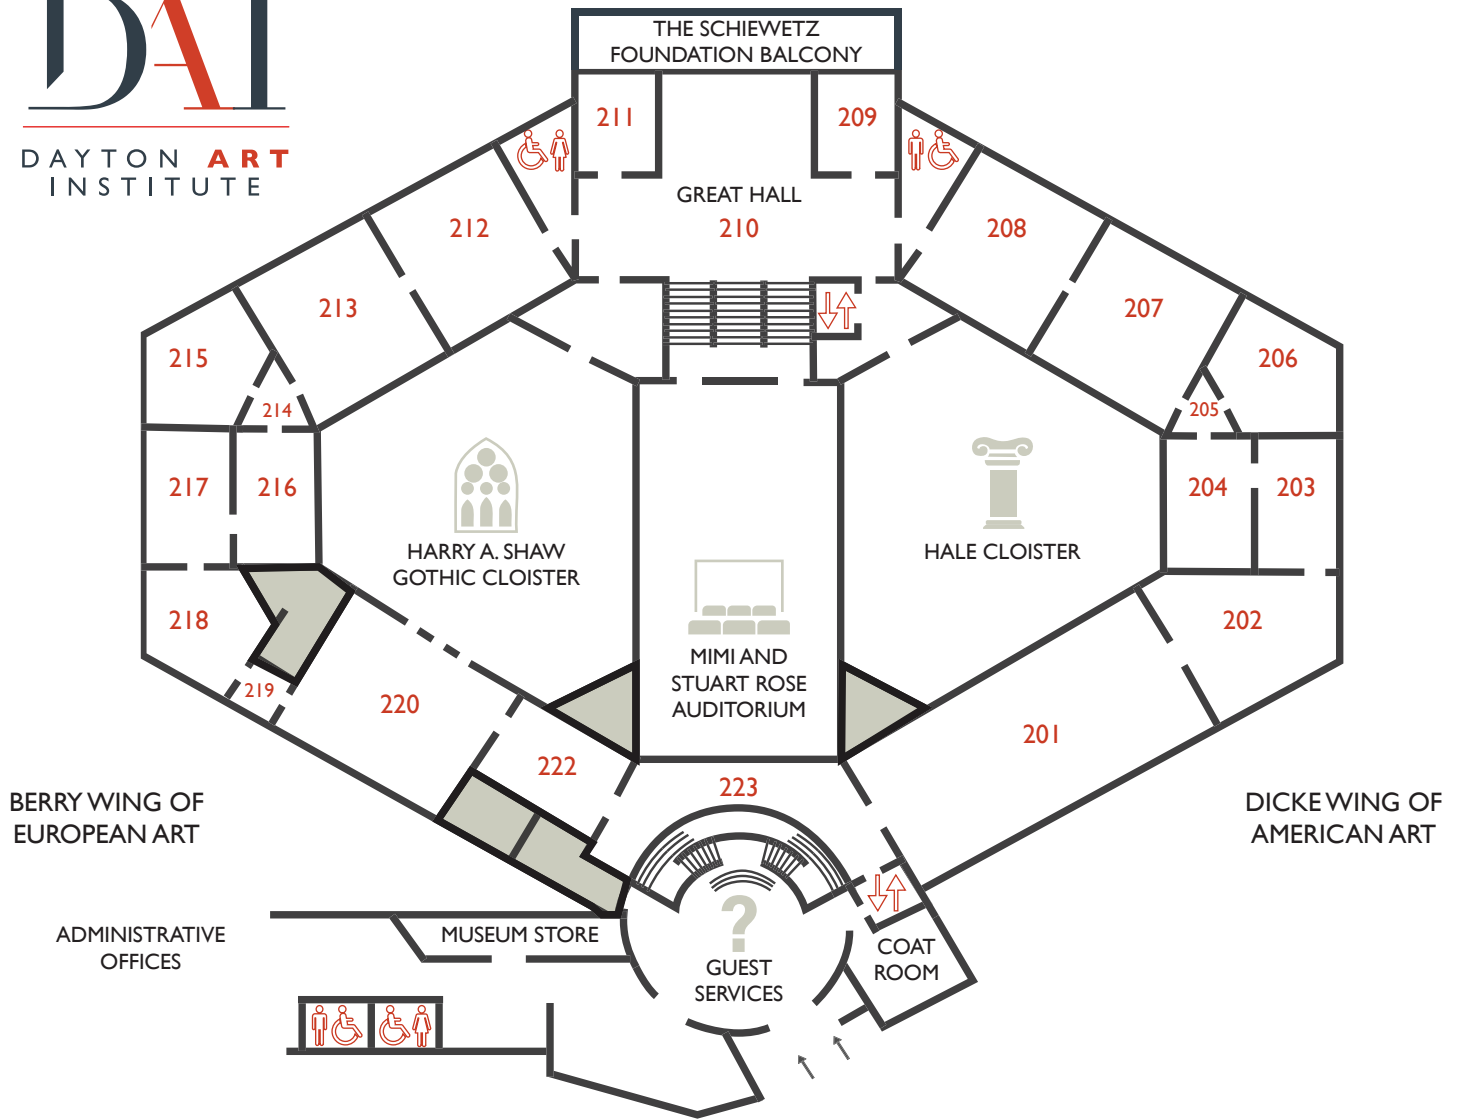 DAI
DAYTON ART
INSTITUTE
THE SCHIEWETZ
FOUNDATION BALCONY
211
209
GREAT HALL
210
212
208
213
207
215
206
214
205
217
216
204
203
HARRY A. SHAW
GOTHIC CLOISTER
HALE CLOISTER
218
202
MIMI AND
STUART ROSE
AUDITORIUM
219
220
201
222
223
BERRY WING OF
EUROPEAN ART
DICKE WING OF
AMERICAN ART
ADMINISTRATIVE
OFFICES
MUSEUM STORE
?
GUEST
SERVICES
COAT
ROOM